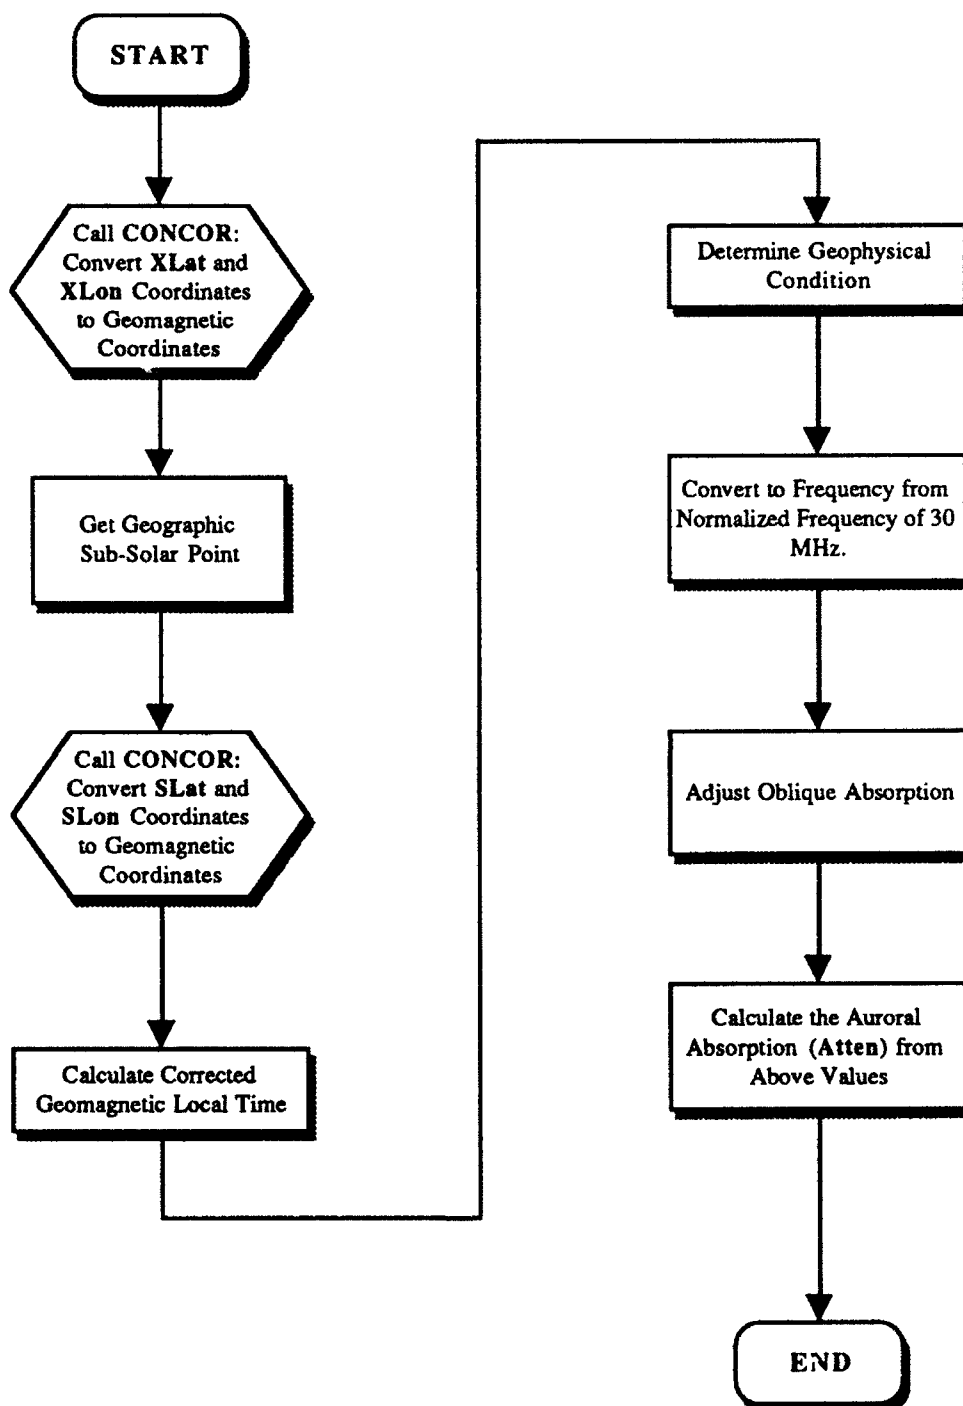 START
Call CONCOR:
Convert XLat and
XLon Coordinates
to Geomagnetic
Coordinates
Get Geographic
Sub-Solar Point
Call CONCOR:
Convert SLat and
SLon Coordinates
to Geomagnetic
Coordinates
Calculate Corrected
Geomagnetic Local Time
Determine Geophysical
Condition
Convert to Frequency from
Normalized Frequency of 30
MHz.
Adjust Oblique Absorption
Calculate the Auroral
Absorption (Atten) from
Above Values
END